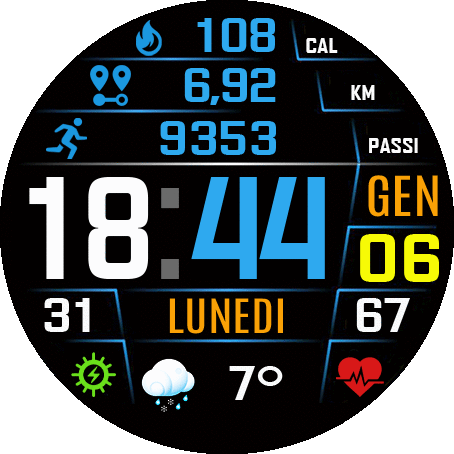 108 CAL
6,92 KM
9353 PASSI
18:44 GEN
06
31 LUNEDI 67
7°